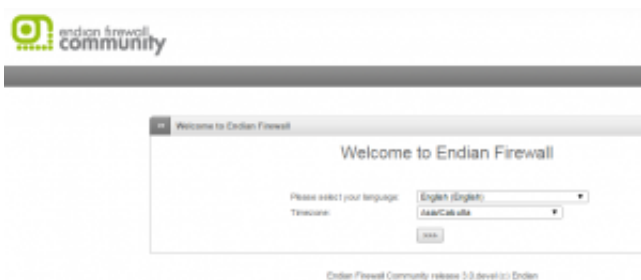 endian firewall
community
Welcome to Endian Firewall
Welcome to Endian Firewall
Please select your language: English (English)
Timezone: Asia/Calcutta
>>>
Endian Firewall Community release 3.0.devel (c) Endian